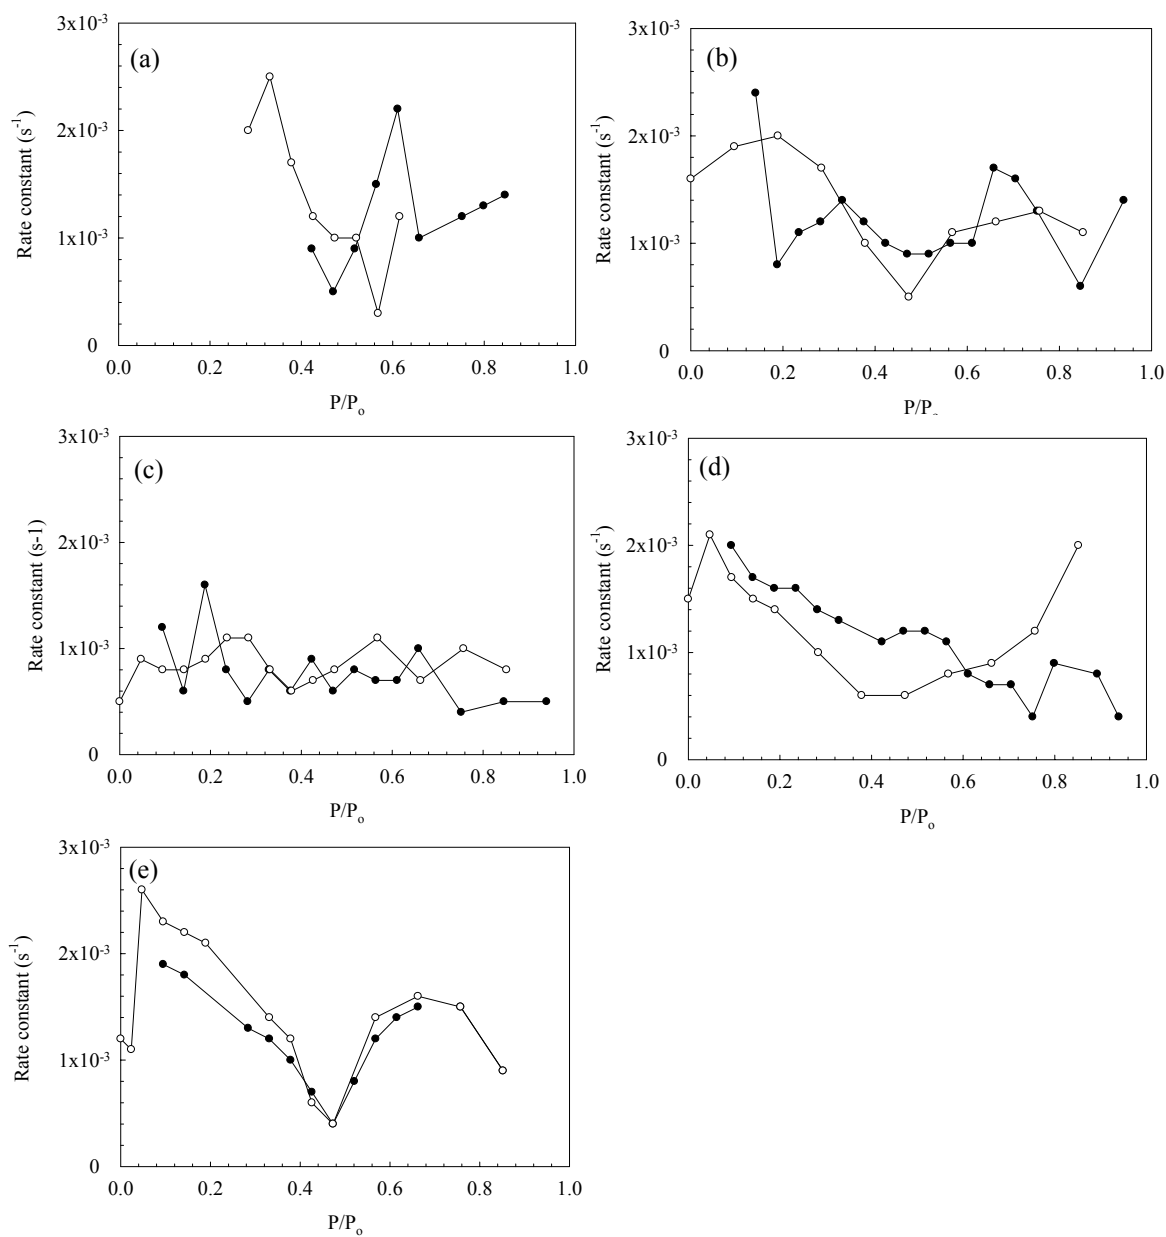 (a)
Rate constant (s⁻¹)
3x10⁻³
2x10⁻³
1x10⁻³
0
0.0 0.2 0.4 0.6 0.8 1.0
P/Pₒ
(b)
Rate constant (s⁻¹)
3x10⁻³
2x10⁻³
1x10⁻³
0
0.0 0.2 0.4 0.6 0.8 1.0
P/Pₒ
(c)
Rate constant (s-1)
3x10⁻³
2x10⁻³
1x10⁻³
0
0.0 0.2 0.4 0.6 0.8 1.0
P/Pₒ
(d)
Rate constant (s⁻¹)
3x10⁻³
2x10⁻³
1x10⁻³
0
0.0 0.2 0.4 0.6 0.8 1.0
P/Pₒ
(e)
Rate constant (s⁻¹)
3x10⁻³
2x10⁻³
1x10⁻³
0
0.0 0.2 0.4 0.6 0.8 1.0
P/Pₒ